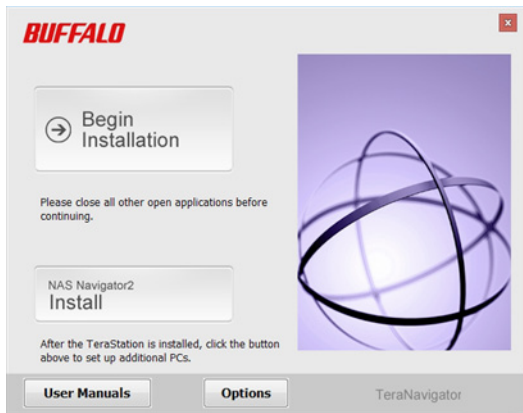 BUFFALO
x
Begin
Installation
Please close all other open applications before
continuing.
NAS Navigator2
Install
After the TeraStation is installed, click the button
above to set up additional PCs.
User Manuals
Options
TeraNavigator